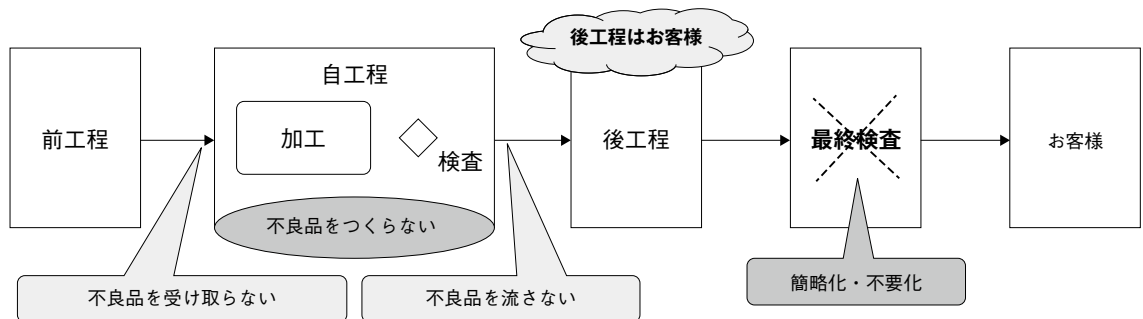 後工程はお客様
自工程
前工程
加工
検査
後工程
最終検査
お客様
不良品をつくらない
不良品を受け取らない
不良品を流さない
簡略化・不要化